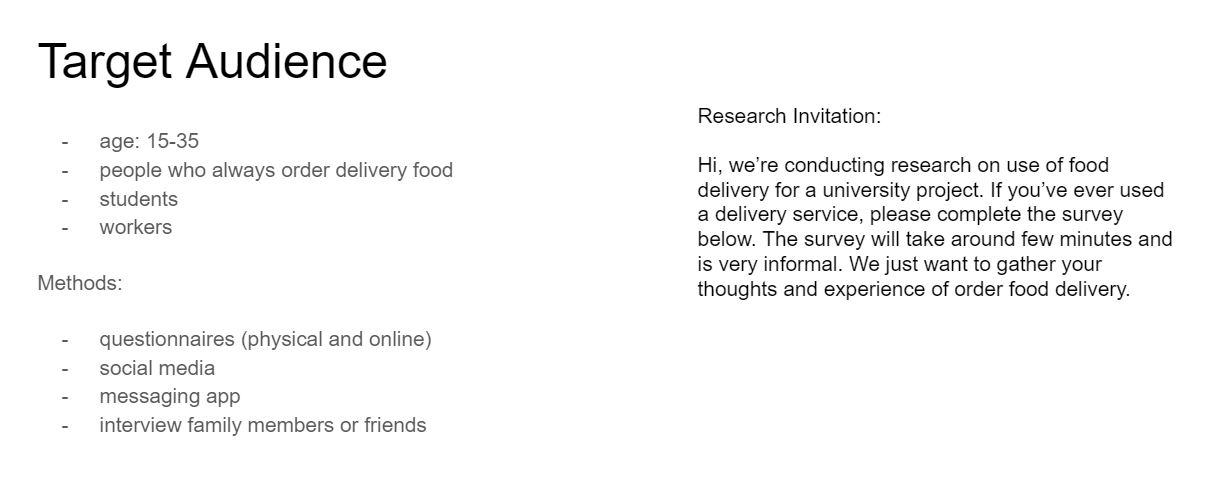 Target Audience
- age: 15-35
- people who always order delivery food
- students
- workers
Methods:
- questionnaires (physical and online)
- social media
- messaging app
- interview family members or friends
Research Invitation:
Hi, we’re conducting research on use of food
delivery for a university project. If you’ve ever used
a delivery service, please complete the survey
below. The survey will take around few minutes and
is very informal. We just want to gather your
thoughts and experience of order food delivery.